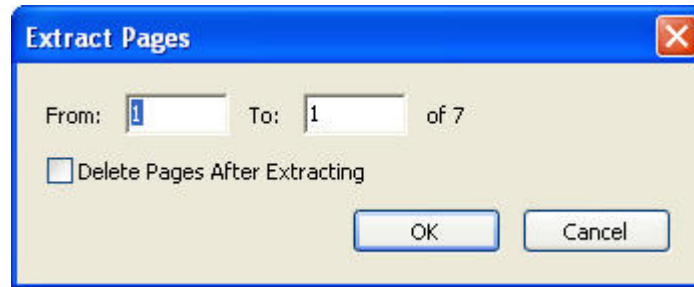 Extract Pages
From: 1 To: 1 of 7
Delete Pages After Extracting
OK Cancel